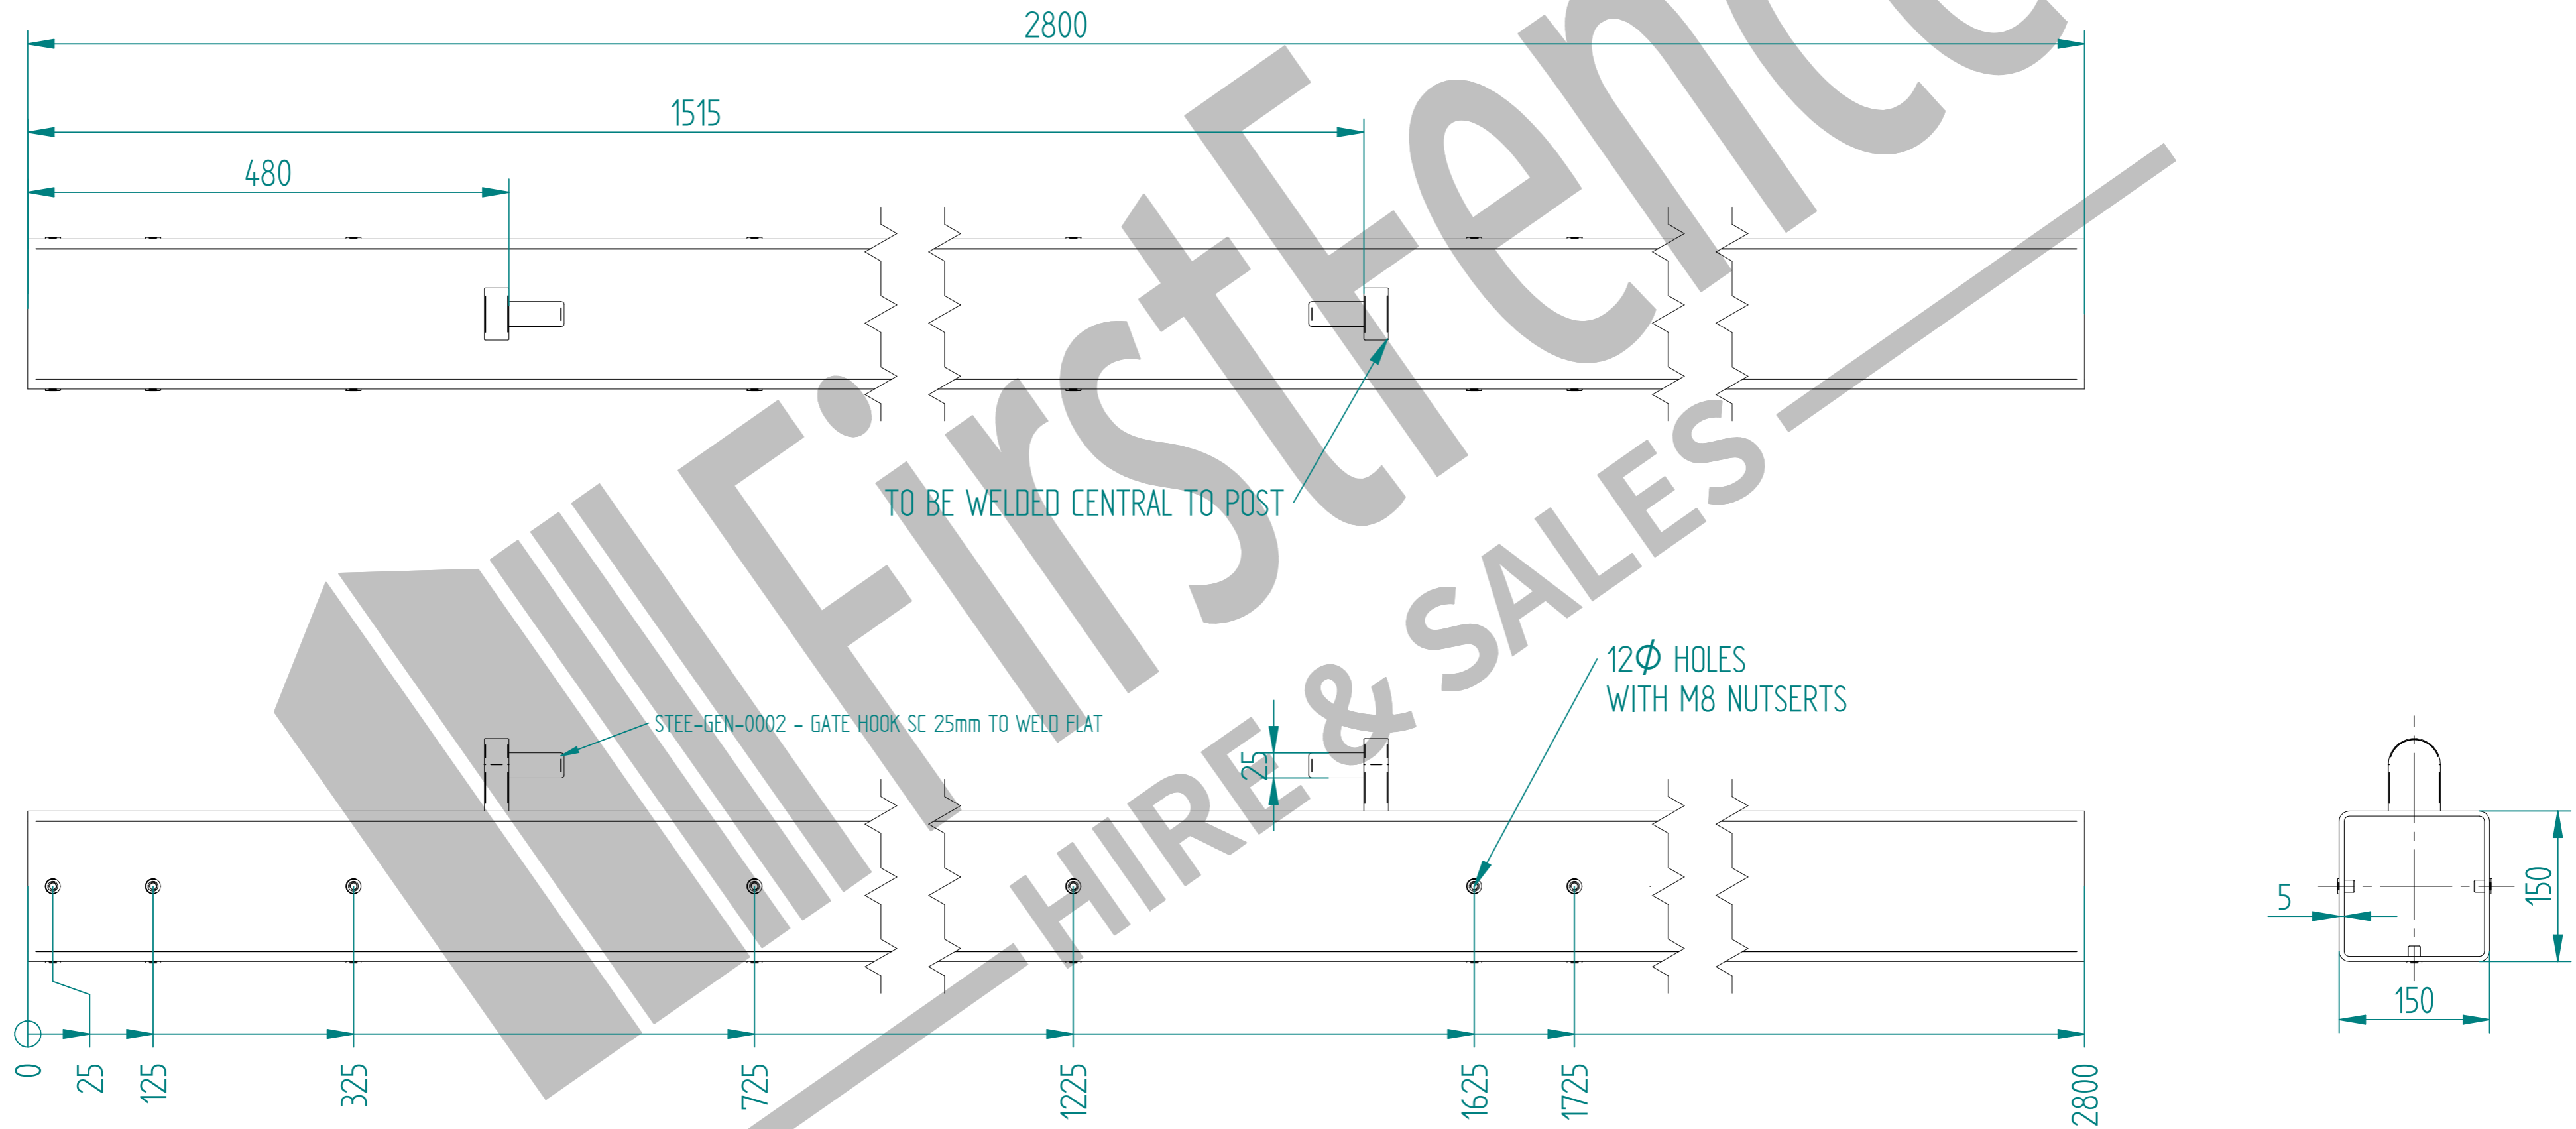 2800
1515
480
FirstFence
TO BE WELDED CENTRAL TO POST
HIRE & SALES
12Ø HOLES
WITH M8 NUTSERTS
STEE-GEN-0002 - GATE HOOK SC 25mm TO WELD FLAT
25
5
150
150
0
25
125
325
725
1225
1625
1725
2800